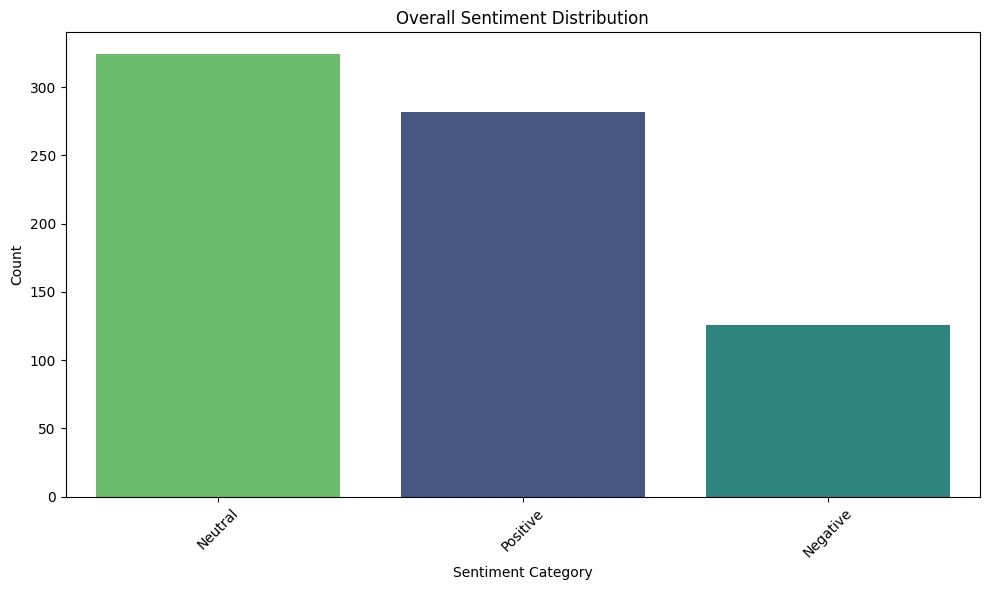 Overall Sentiment Distribution
300
250
200
150
100
50
0
Count
Neutral
Positive
Negative
Sentiment Category